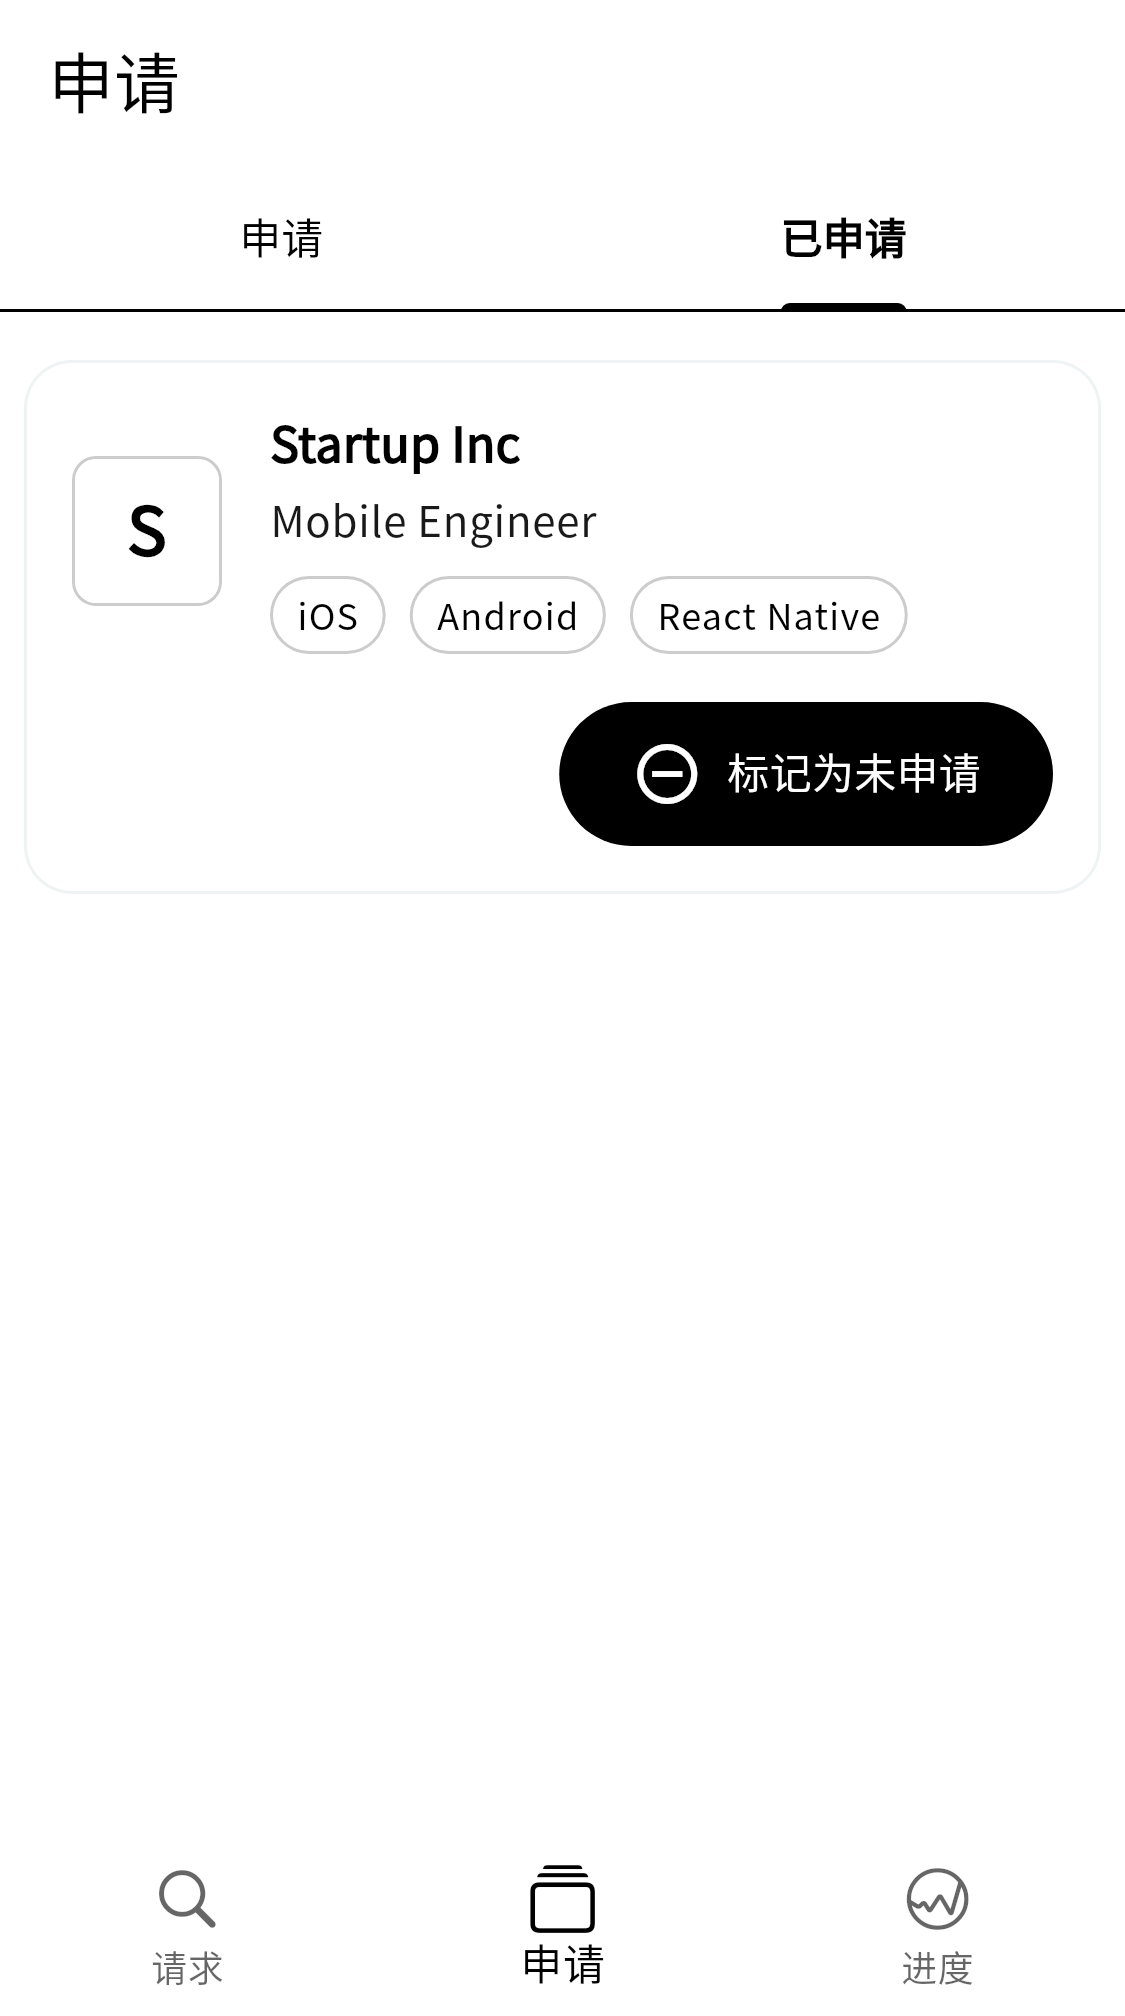 申请
申请
已申请
S
Startup Inc
Mobile Engineer
iOS
Android
React Native
标记为未申请
请求
申请
进度